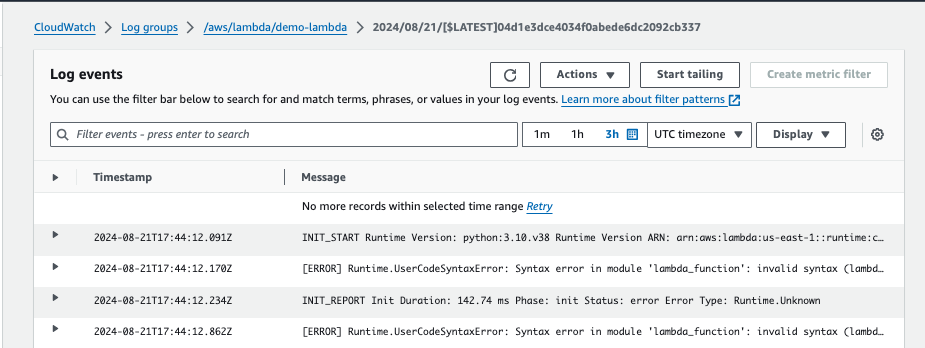 CloudWatch > Log groups > /aws/lambda/demo-lambda > 2024/08/21/[$LATEST]04d1e3dce4034f0abede6dc2092cb337
Log events
Actions ▼
Start tailing
Create metric filter
You can use the filter bar below to search for and match terms, phrases, or values in your log events. Learn more about filter patterns
Filter events - press enter to search
1m 1h 3h UTC timezone ▼ Display ▼
Timestamp Message
No more records within selected time range Retry
2024-08-21T17:44:12.091Z INIT_START Runtime Version: python:3.10.v38 Runtime Version ARN: arn:aws:lambda:us-east-1::runtime:c…
2024-08-21T17:44:12.170Z [ERROR] Runtime.UserCodeSyntaxError: Syntax error in module 'lambda_function': invalid syntax (lambd…
2024-08-21T17:44:12.234Z INIT_REPORT Init Duration: 142.74 ms Phase: init Status: error Error Type: Runtime.Unknown
2024-08-21T17:44:12.862Z [ERROR] Runtime.UserCodeSyntaxError: Syntax error in module 'lambda_function': invalid syntax (lambd…